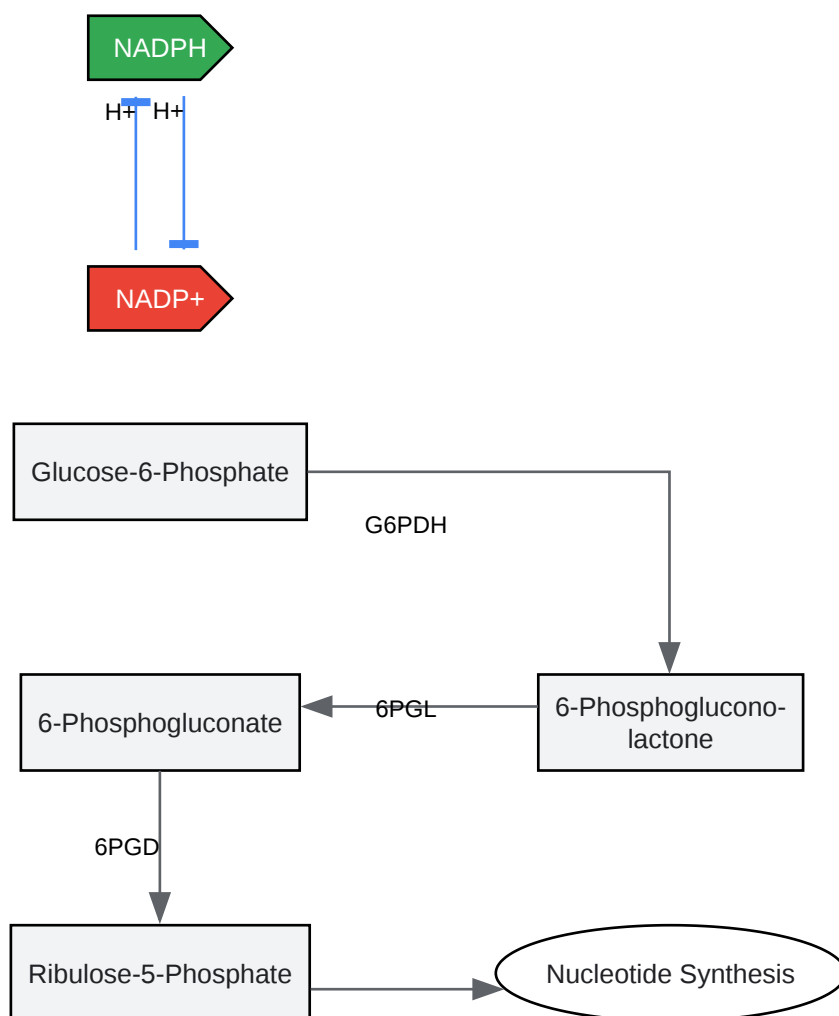 NADPH
H+ H+
NADP+
Glucose-6-Phosphate
G6PDH
6-Phosphogluconate
6PGL
6-Phosphoglucono-
lactone
6PGD
Ribulose-5-Phosphate
Nucleotide Synthesis